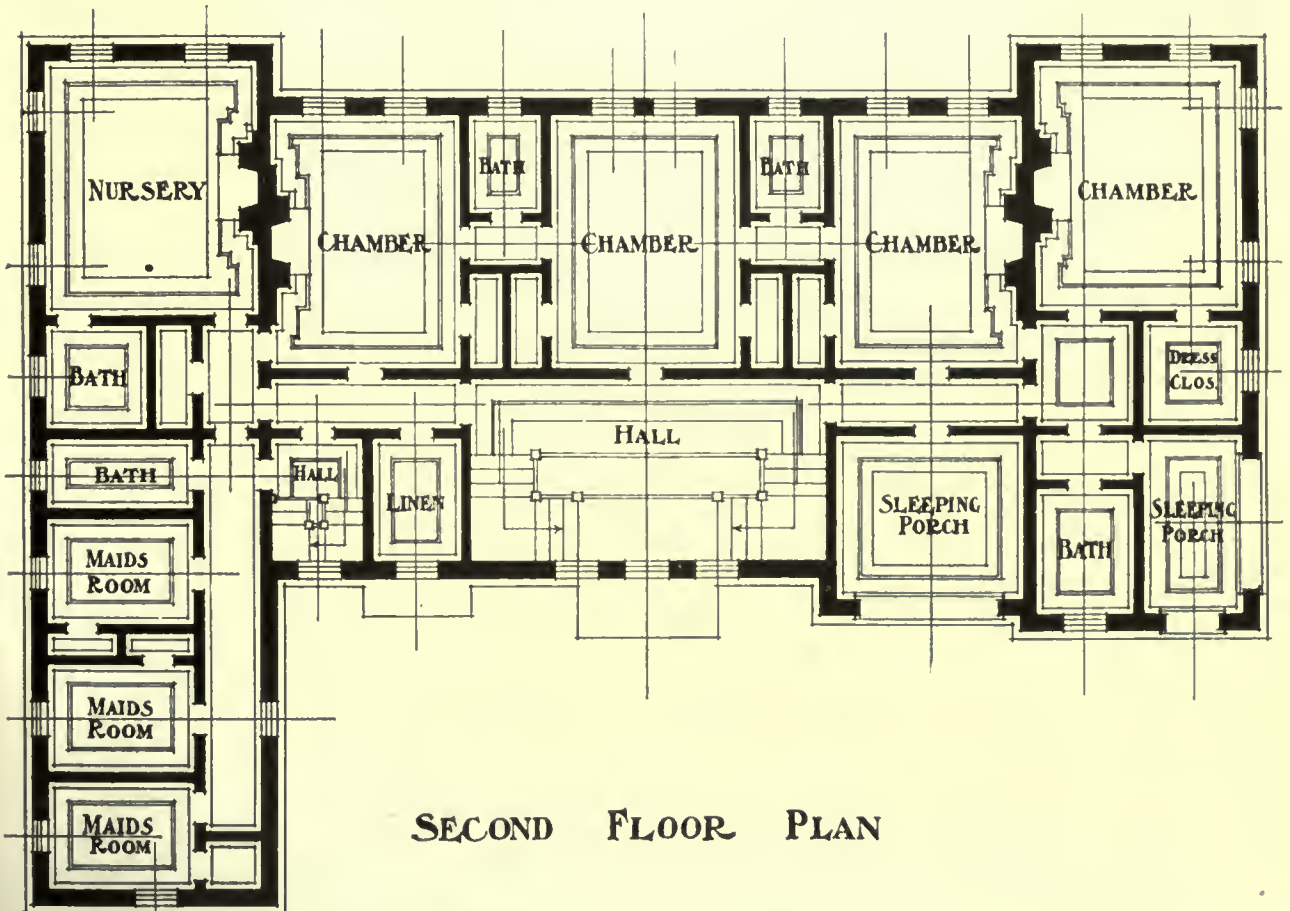 NURSERY
CHAMBER
BATH
CHAMBER
BATH
CHAMBER
CHAMBER
BATH
DRESS
CLOS.
HALL
BATH
HALL
LINEN
SLEEPING
PORCH
BATH
SLEEPING
PORCH
MAIDS
ROOM
MAIDS
ROOM
MAIDS
ROOM
SECOND FLOOR PLAN